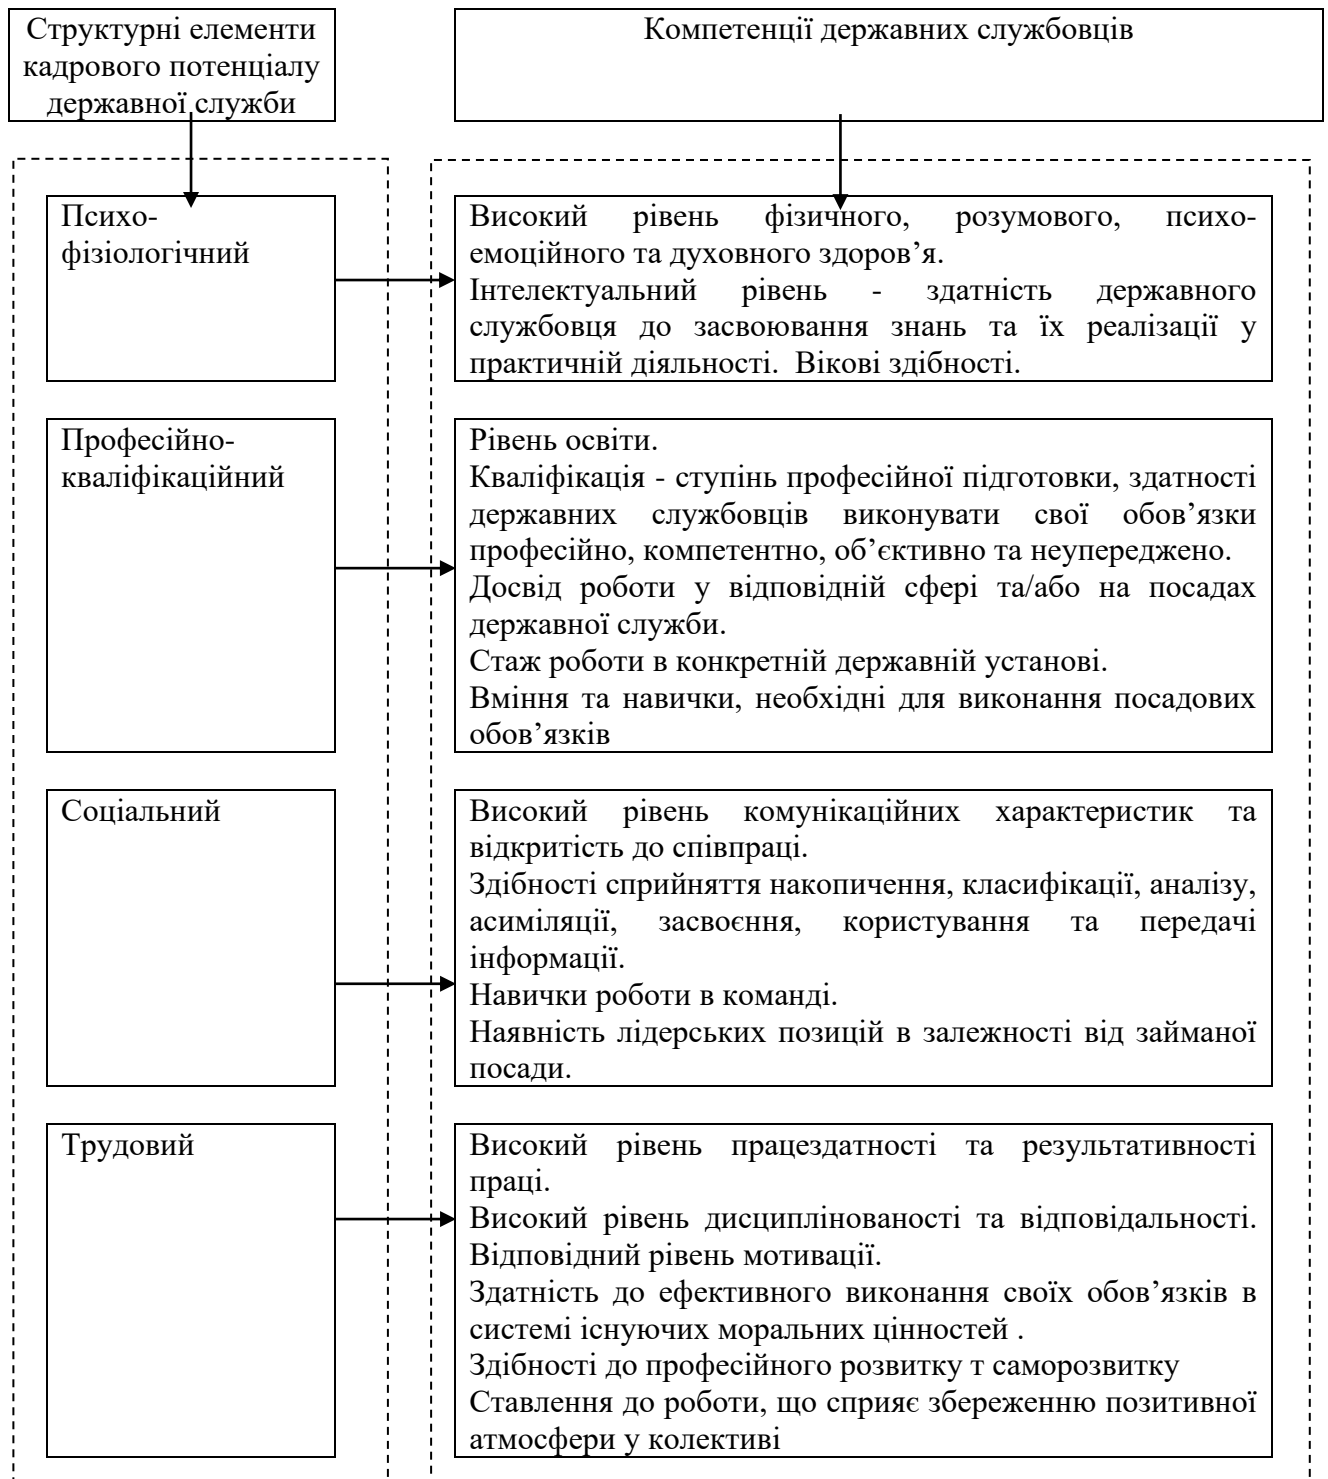 Структурні елементи
кадрового потенціалу
державної служби
Компетенції державних службовців
Психо-
фізіологічний
Високий рівень фізичного, розумового, психо-
емоційного та духовного здоров’я.
Інтелектуальний рівень - здатність державного
службовця до засвоювання знань та їх реалізації у
практичній діяльності. Вікові здібності.
Професійно-
кваліфікаційний
Рівень освіти.
Кваліфікація - ступінь професійної підготовки, здатності
державних службовців виконувати свої обов’язки
професійно, компетентно, об’єктивно та неупереджено.
Досвід роботи у відповідній сфері та/або на посадах
державної служби.
Стаж роботи в конкретній державній установі.
Вміння та навички, необхідні для виконання посадових
обов’язків
Соціальний
Високий рівень комунікаційних характеристик та
відкритість до співпраці.
Здібності сприйняття накопичення, класифікації, аналізу,
асиміляції, засвоєння, користування та передачі
інформації.
Навички роботи в команді.
Наявність лідерських позицій в залежності від займаної
посади.
Трудовий
Високий рівень працездатності та результативності
праці.
Високий рівень дисциплінованості та відповідальності.
Відповідний рівень мотивації.
Здатність до ефективного виконання своїх обов’язків в
системі існуючих моральних цінностей .
Здібності до професійного розвитку т саморозвитку
Ставлення до роботи, що сприяє збереженню позитивної
атмосфери у колективі